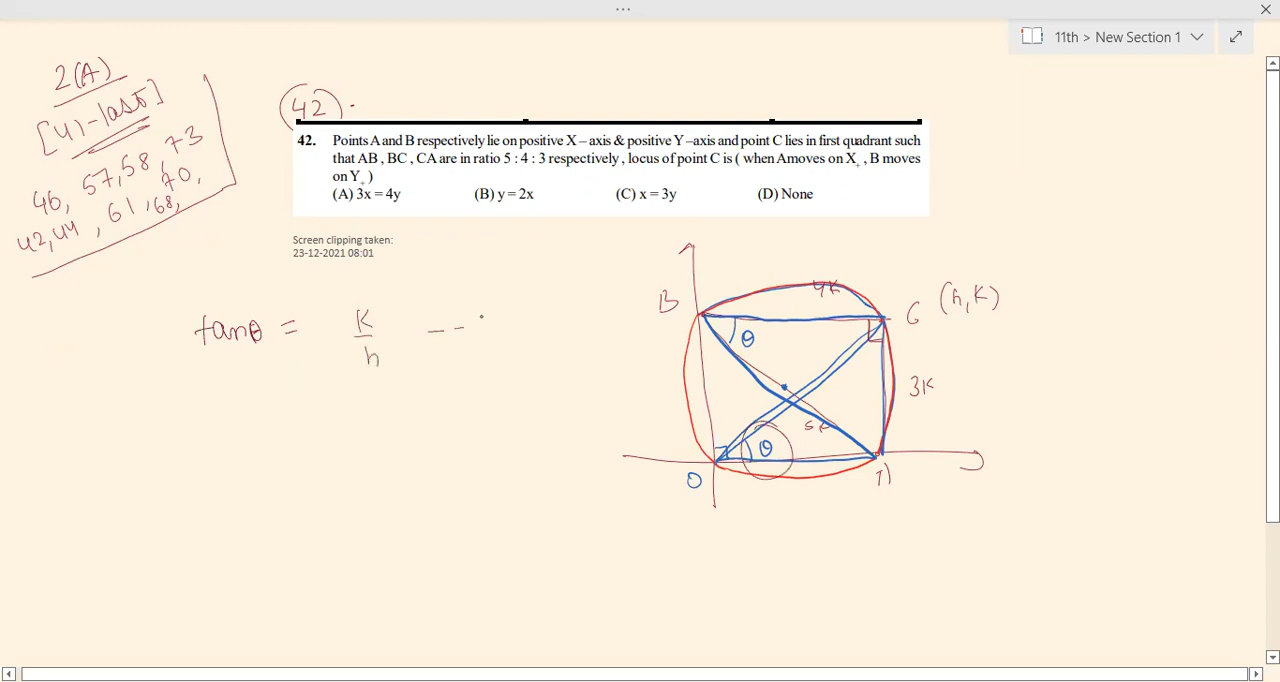 11th > New Section 1
2(A)
[41-last]
46, 57,58, 73
42,44, 61,68, 70,
(42).
42. Points A and B respectively lie on positive X – axis & positive Y –axis and point C lies in first quadrant such
that AB , BC , CA are in ratio 5 : 4 : 3 respectively , locus of point C is ( when Amoves on X+ , B moves
on Y+ )
(A) 3x = 4y (B) y = 2x (C) x = 3y (D) None
Screen clipping taken:
23-12-2021 08:01
tanθ = K/h --
B
4K
C (h,K)
θ
3K
θ
O